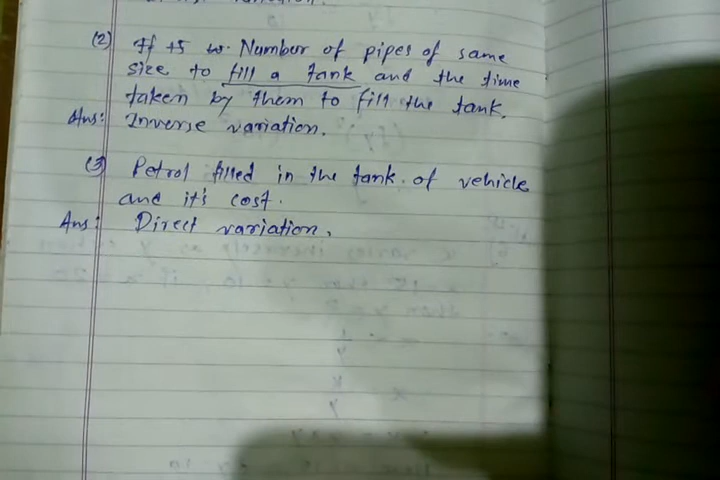 (2) If 15 w. Number of pipes of same
size to fill a tank and the time
taken by them to fill the tank.
Ans: Inverse variation.
(3) Petrol filled in the tank. of vehicle
and it's cost.
Ans: Direct variation.